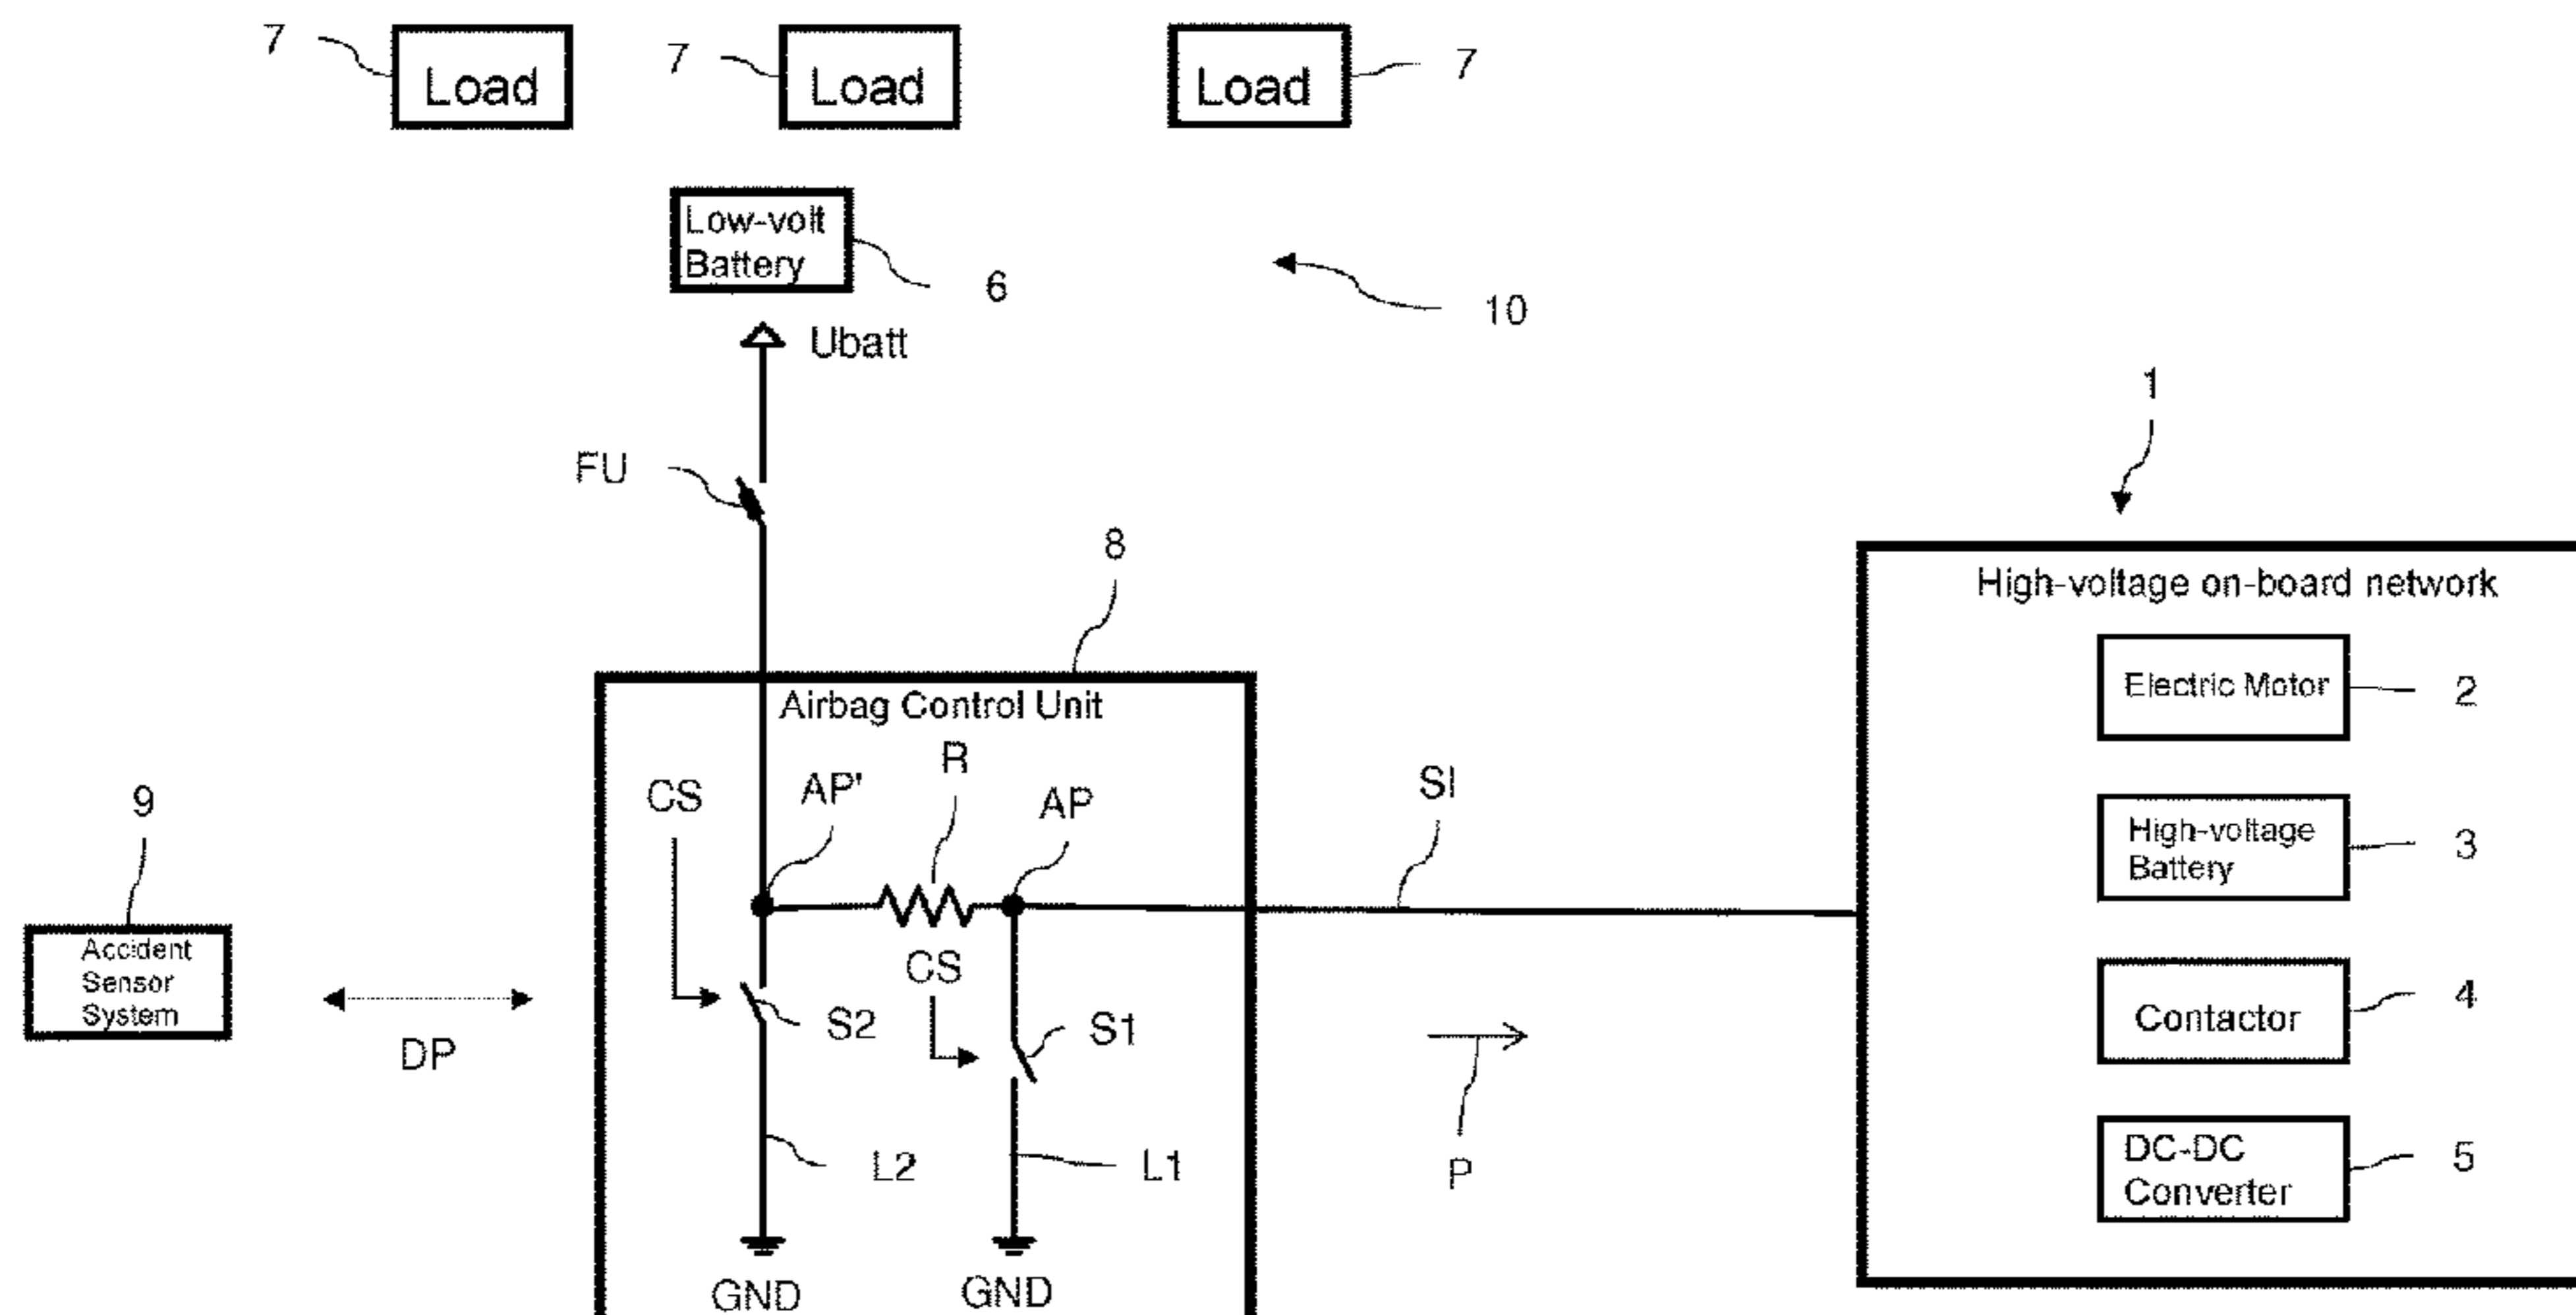 7
Load
7
Load
Load
7
Low-volt
Battery
6
10
Ubatt
1
FU
8
High-voltage on-board network
Electric Motor
2
Airbag Control Unit
R
CS
AP'
AP
SI
9
High-voltage
Battery
3
Accident
Sensor
System
CS
Contactor
4
DP
S2
S1
L2
L1
P
DC-DC
Converter
5
GND
GND